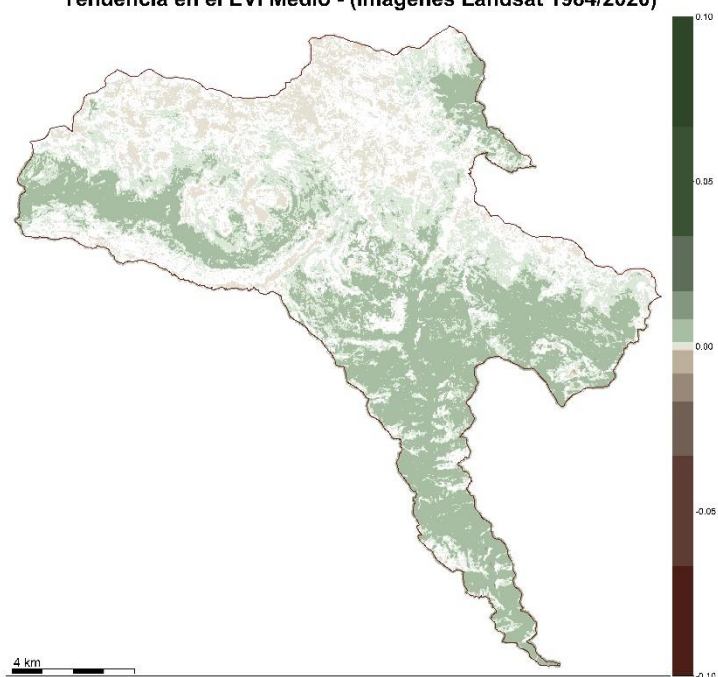 Tendencia en el EVI Medio - (Imágenes Landsat 1984/2020)
0.10
0.05
0.00
-0.05
-0.10
4 km